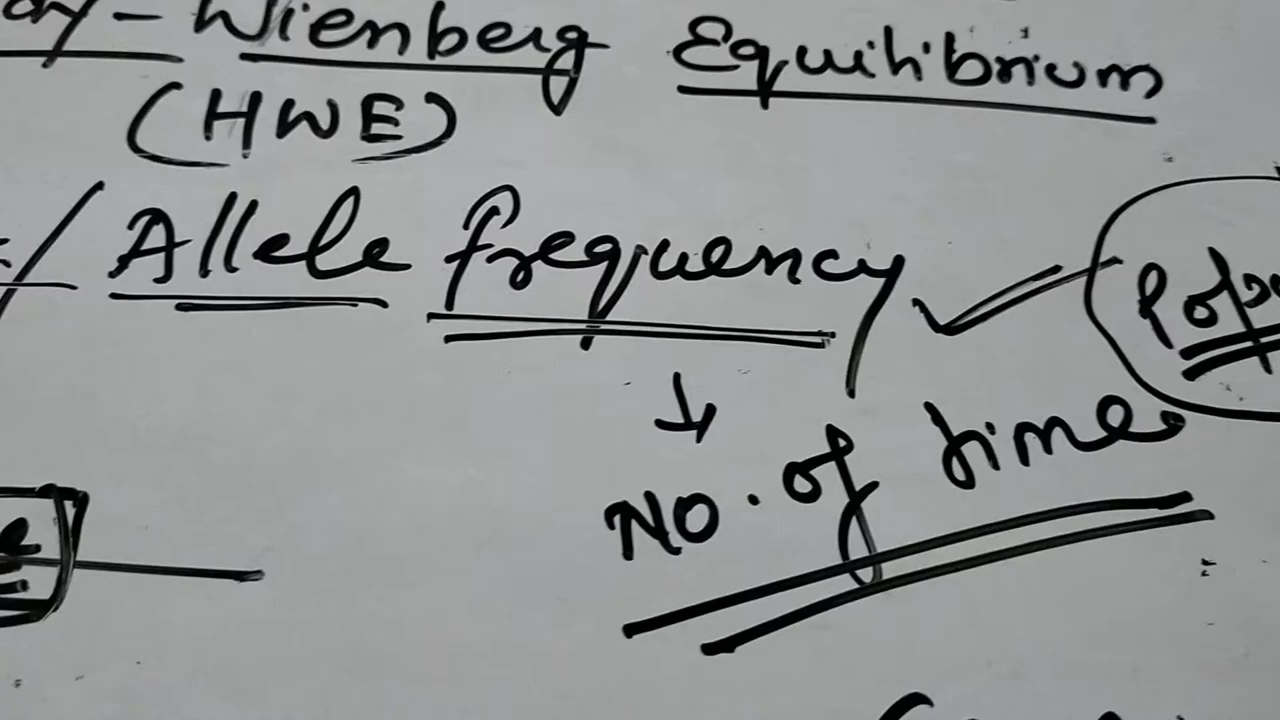 - Wienberg Equilibrium
(HWE)
/ Allele frequency
↓
No. of time